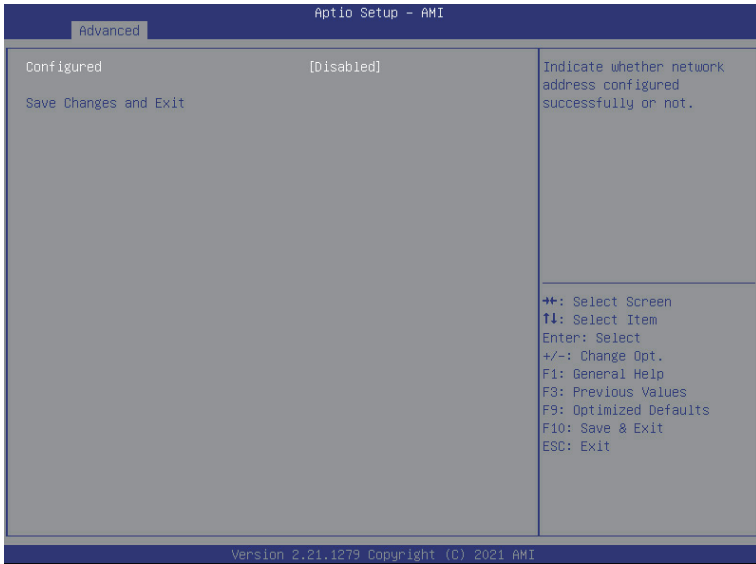 Aptio Setup – AMI
Advanced
Configured [Disabled]
Save Changes and Exit
Indicate whether network
address configured
successfully or not.
→←: Select Screen
↑↓: Select Item
Enter: Select
+/-: Change Opt.
F1: General Help
F3: Previous Values
F9: Optimized Defaults
F10: Save & Exit
ESC: Exit
Version 2.21.1279 Copyright (C) 2021 AMI